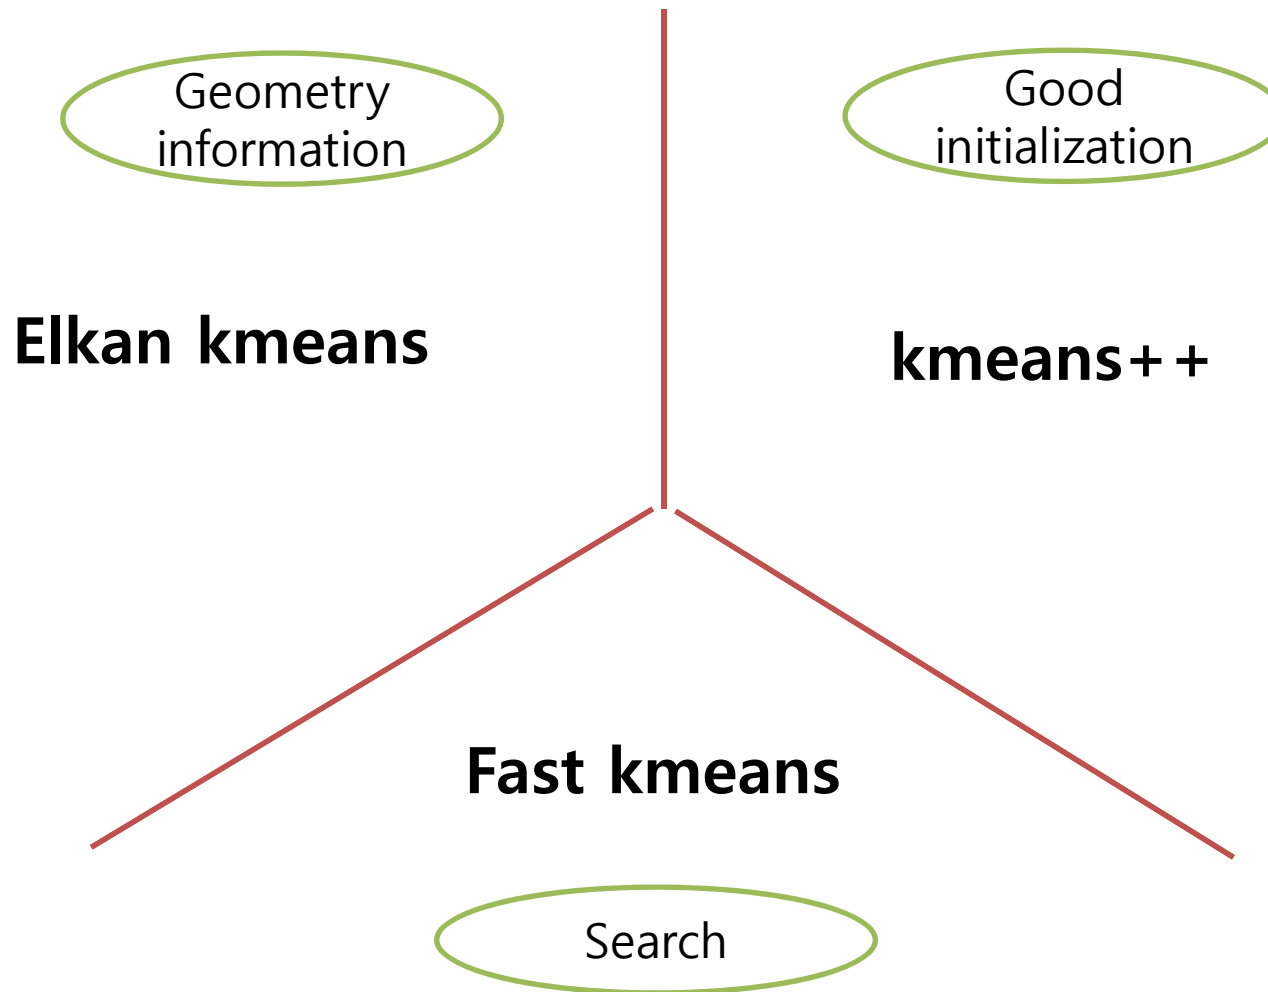 Geometry
information
Good
initialization
Elkan kmeans
kmeans++
Fast kmeans
Search